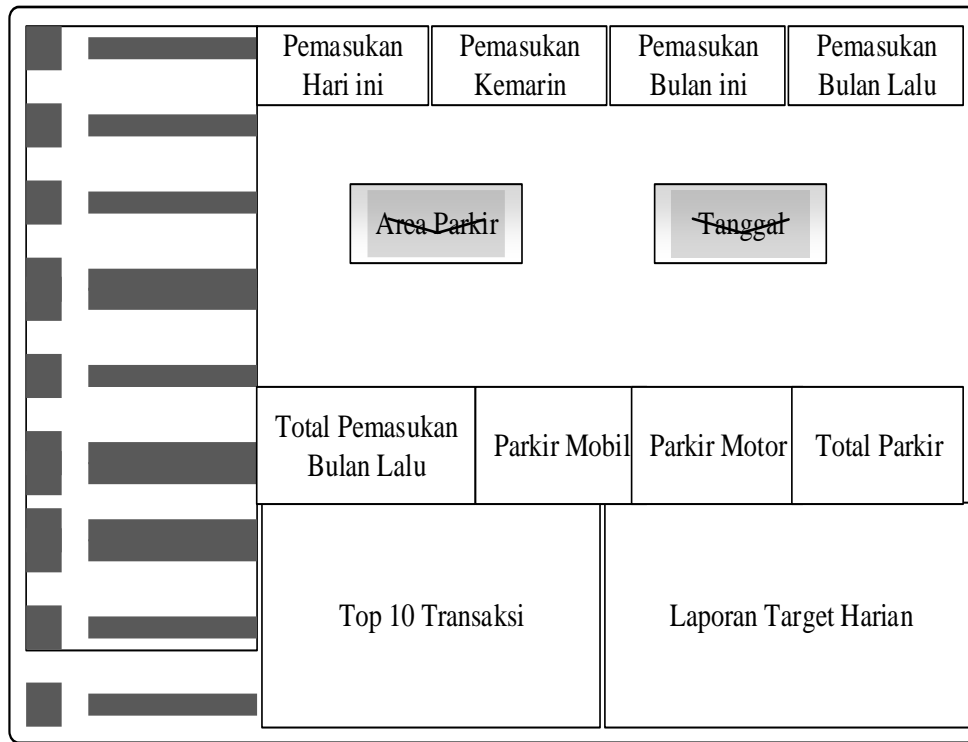 Pemasukan
Hari ini
Pemasukan
Kemarin
Pemasukan
Bulan ini
Pemasukan
Bulan Lalu
Area Parkir
Tanggal
Total Pemasukan
Bulan Lalu
Parkir Mobil
Parkir Motor
Total Parkir
Top 10 Transaksi
Laporan Target Harian